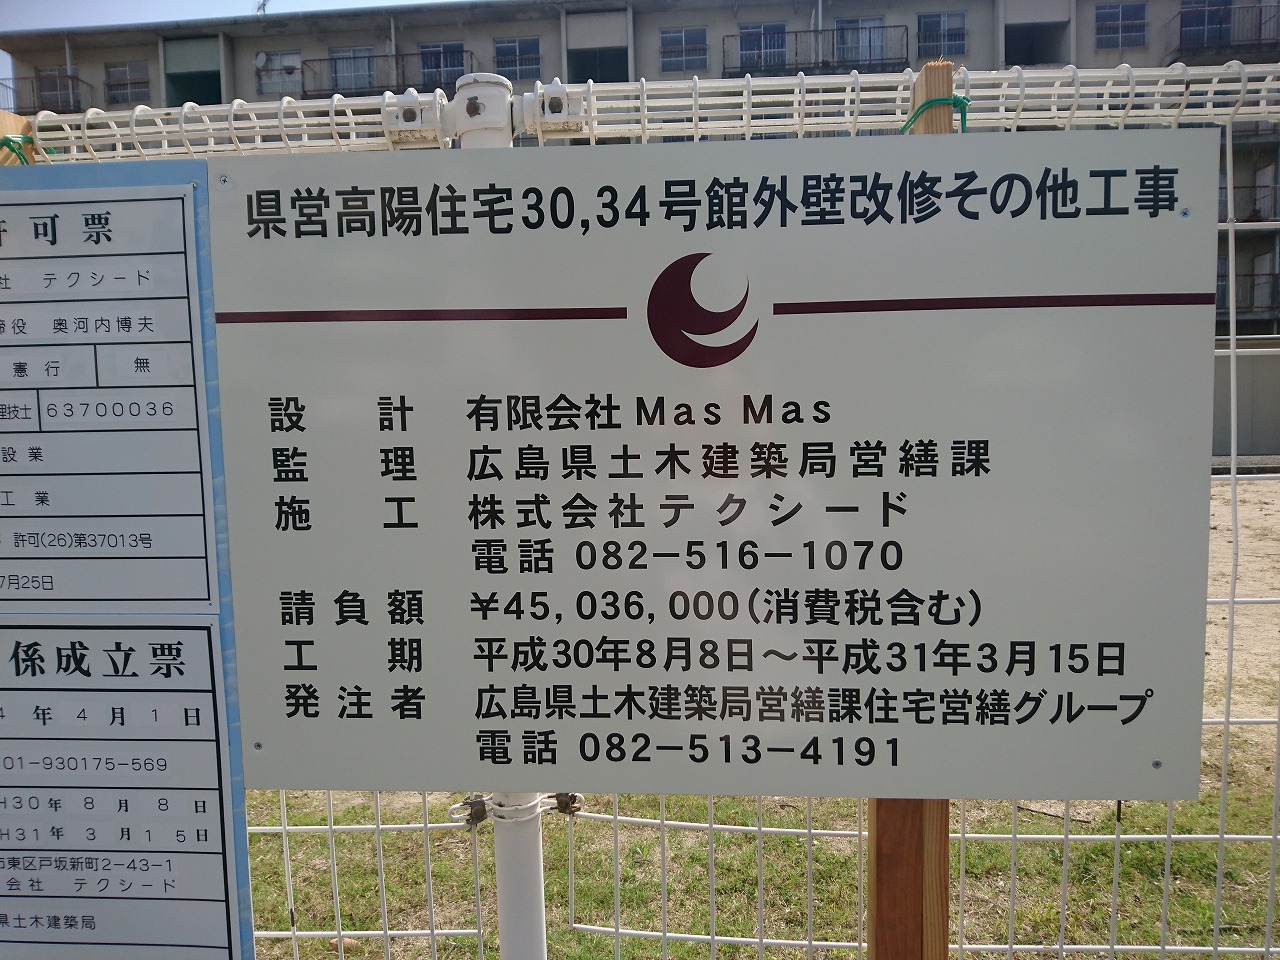 県営高陽住宅30,34号館外壁改修その他工事
設計 有限会社 Mas Mas
監理 広島県土木建築局営繕課
施工 株式会社テクシード
電話 082-516-1070
請負額 ¥45,036,000(消費税含む)
工期 平成30年8月8日～平成31年3月15日
発注者 広島県土木建築局営繕課住宅営繕グループ
電話 082-513-4191
許可票
社 テクシード
締役 奥河内博夫
憲行 無
理技士 63700036
設業
工業
許可(26)第37013号
7月25日
係成立票
年4月1日
01-930175-569
H30年8月8日
H31年3月15日
市東区戸坂新町2-43-1
会社 テクシード
県土木建築局